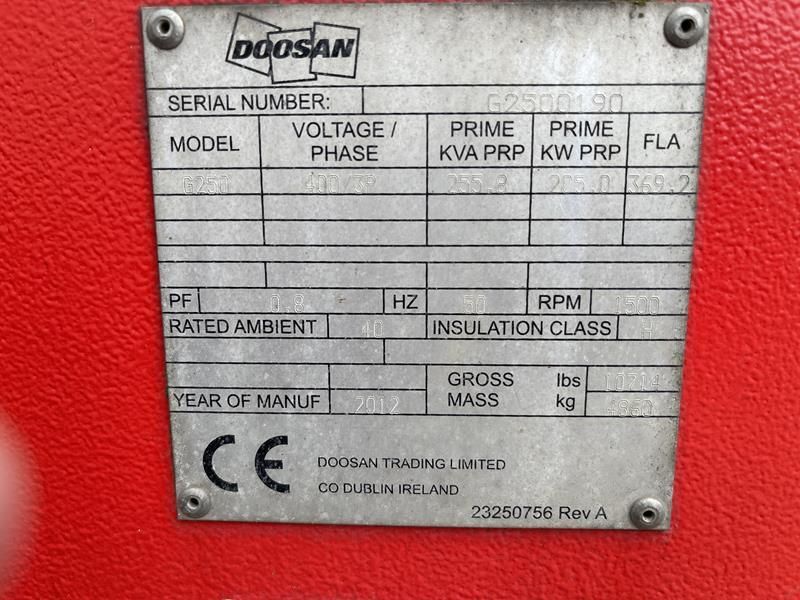 DOOSAN
SERIAL NUMBER: G2500190
MODEL VOLTAGE / PHASE PRIME KVA PRP PRIME KW PRP FLA
G250 400/3P 255.8 205.0 369.2
PF 0.8 HZ 50 RPM 1500
RATED AMBIENT 40 INSULATION CLASS H
GROSS MASS lbs 10714
YEAR OF MANUF 2012 kg 4860
CE
DOOSAN TRADING LIMITED
CO DUBLIN IRELAND
23250756 Rev A